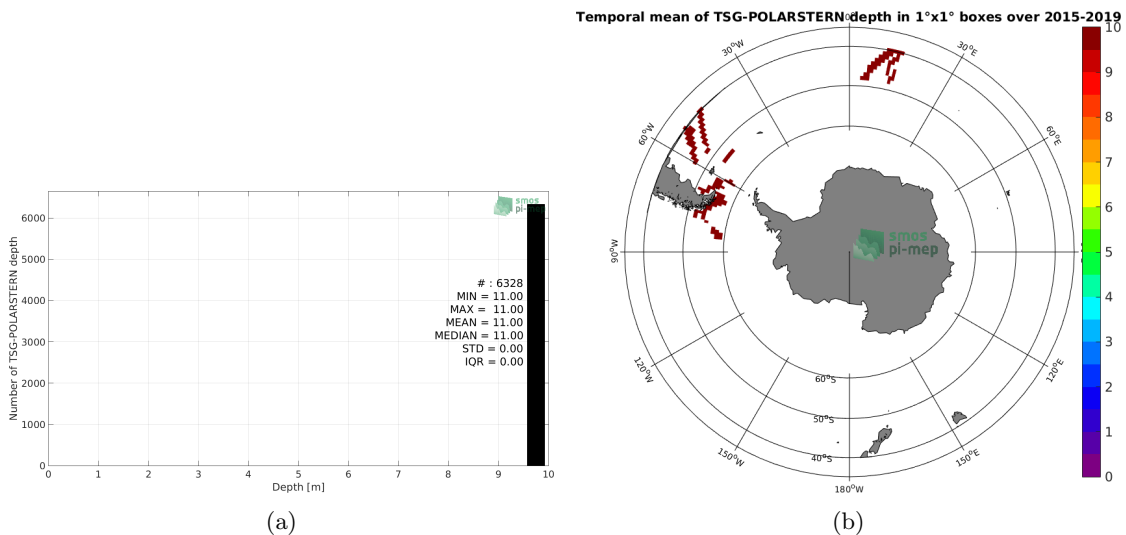 Temporal mean of TSG-POLARSTERN depth in 1°x1° boxes over 2015-2019
Number of TSG-POLARSTERN depth
6000
5000
4000
3000
2000
1000
0
0 1 2 3 4 5 6 7 8 9 10
Depth [m]
smos
pi-mep
# : 6328
MIN = 11.00
MAX = 11.00
MEAN = 11.00
MEDIAN = 11.00
STD = 0.00
IQR = 0.00
(a)
30°W
30°E
60°W
60°E
90°W
120°W
120°E
150°W
150°E
180°W
60°S
50°S
40°S
smos
pi-mep
10
9
8
7
6
5
4
3
2
1
0
(b)